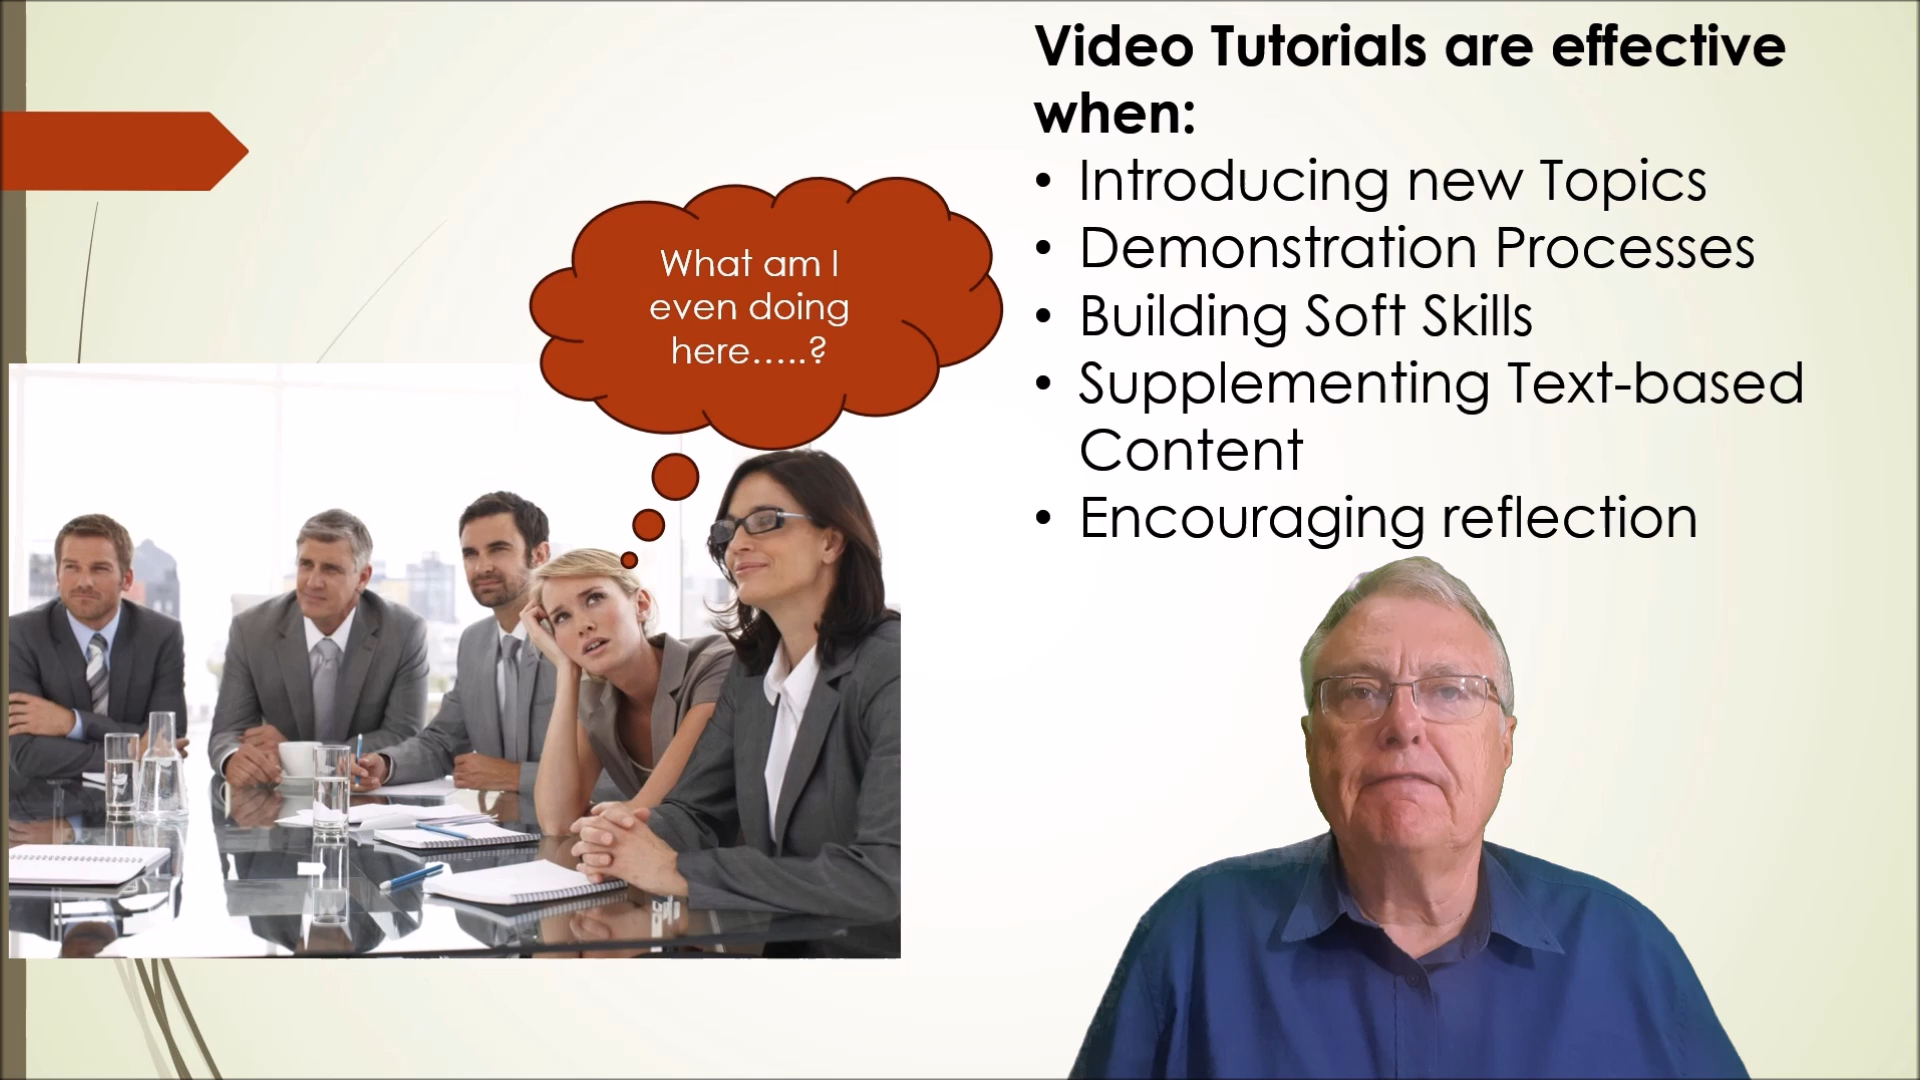 Video Tutorials are effective
when:
• Introducing new Topics
• Demonstration Processes
• Building Soft Skills
• Supplementing Text-based
Content
• Encouraging reflection
What am I
even doing
here.....?